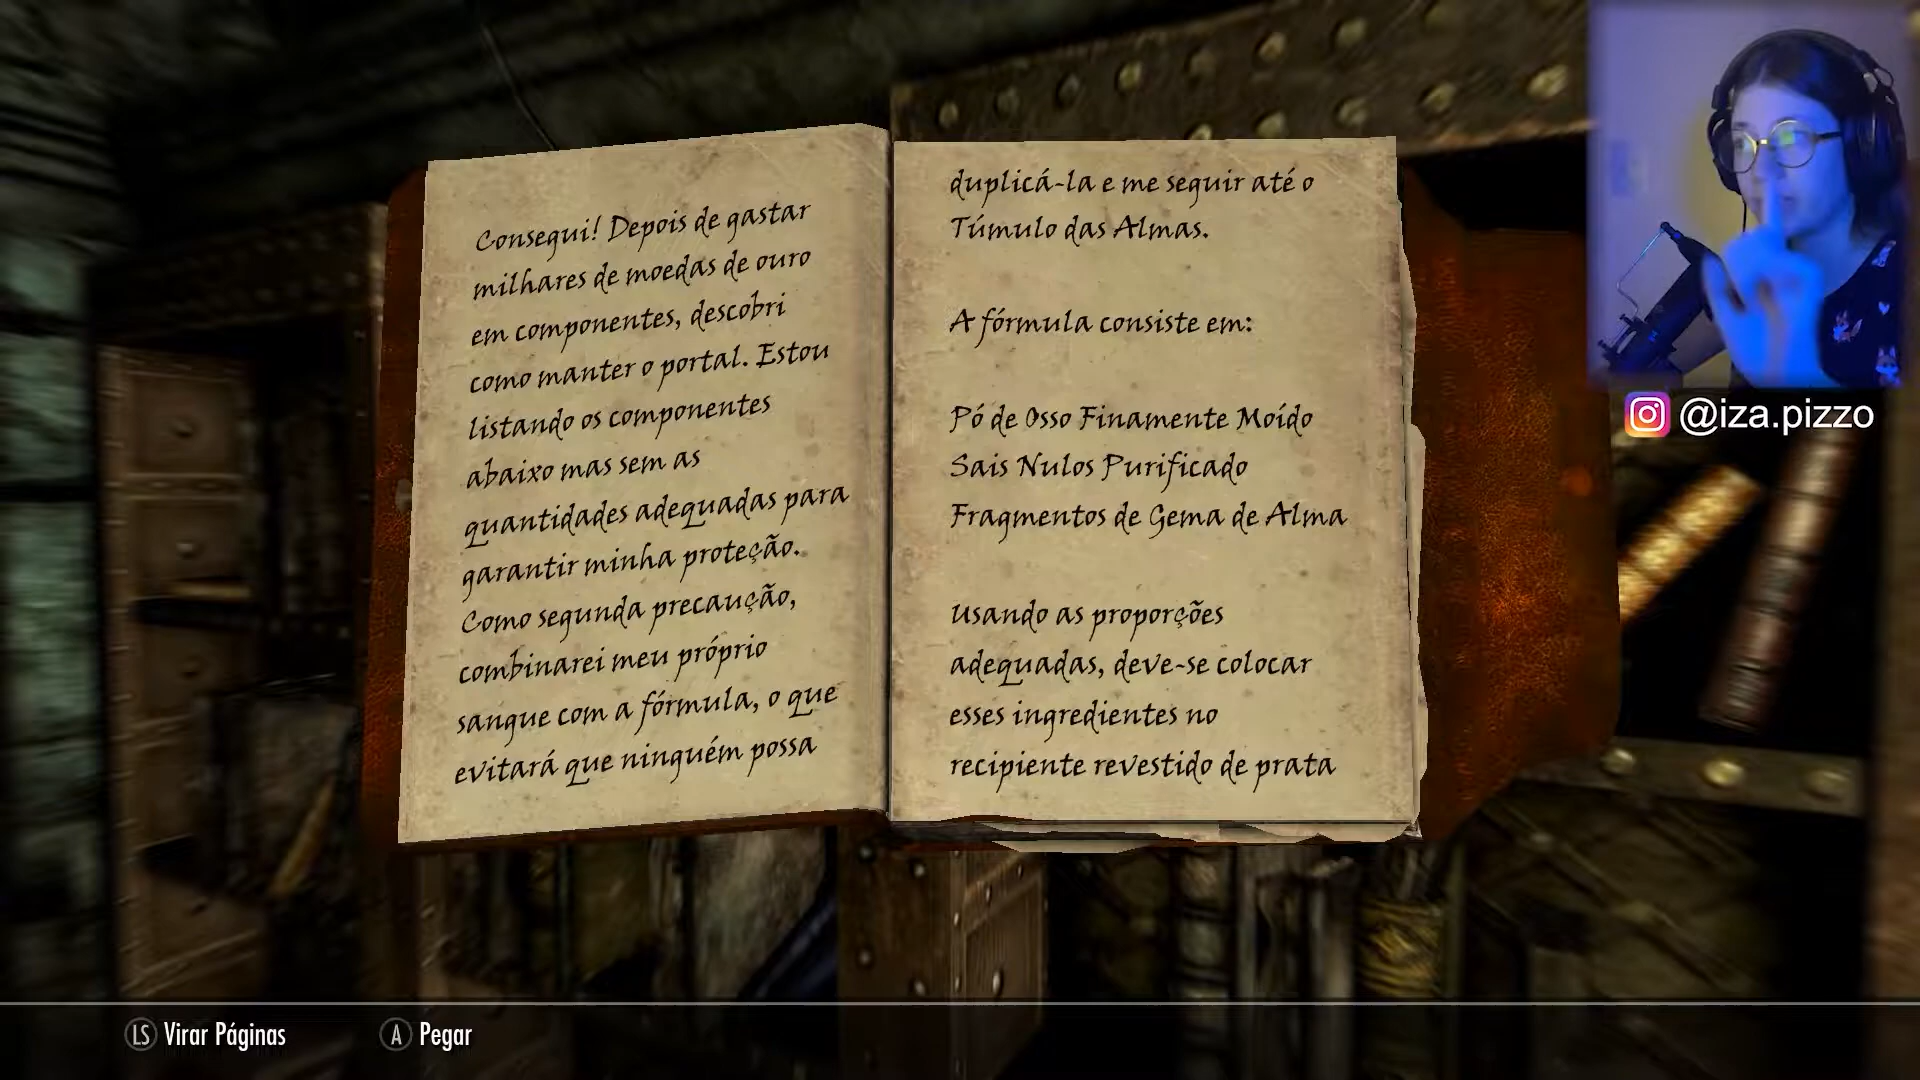 Consegui! Depois de gastar
milhares de moedas de ouro
em componentes, descobri
como manter o portal. Estou
listando os componentes
abaixo mas sem as
quantidades adequadas para
garantir minha proteção.
Como segunda precaução,
combinarei meu próprio
sangue com a fórmula, o que
evitará que ninguém possa
duplicá-la e me seguir até o
Túmulo das Almas.
A fórmula consiste em:
Pó de Osso Finamente Moído
Sais Nulos Purificado
Fragmentos de Gema de Alma
Usando as proporções
adequadas, deve-se colocar
esses ingredientes no
recipiente revestido de prata
@iza.pizzo
LS Virar Páginas
A Pegar